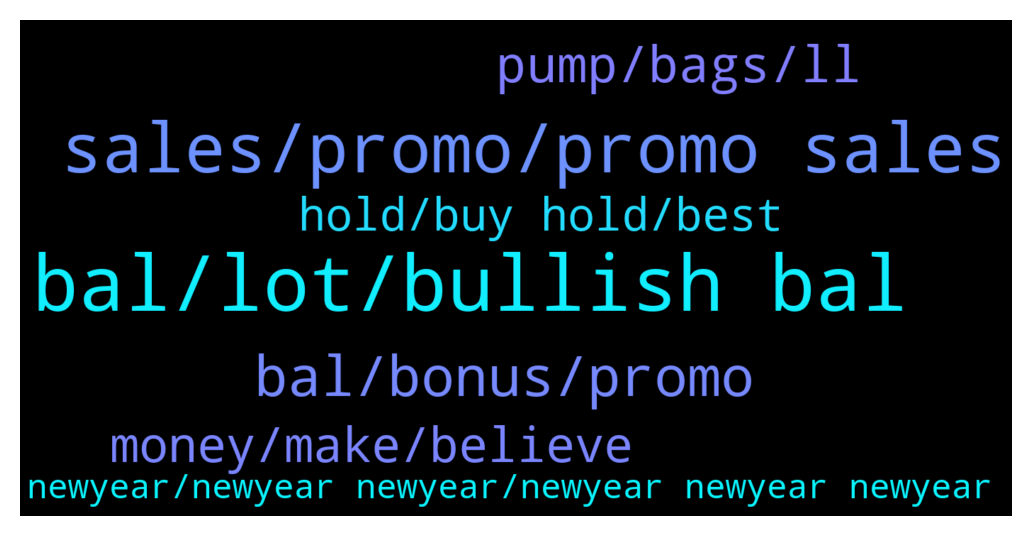 pump/bags/ll
sales/promo/promo sales
hold/buy hold/best
bal/lot/bullish bal
bal/bonus/promo
money/make/believe
newyear/newyear newyear/newyear newyear newyear